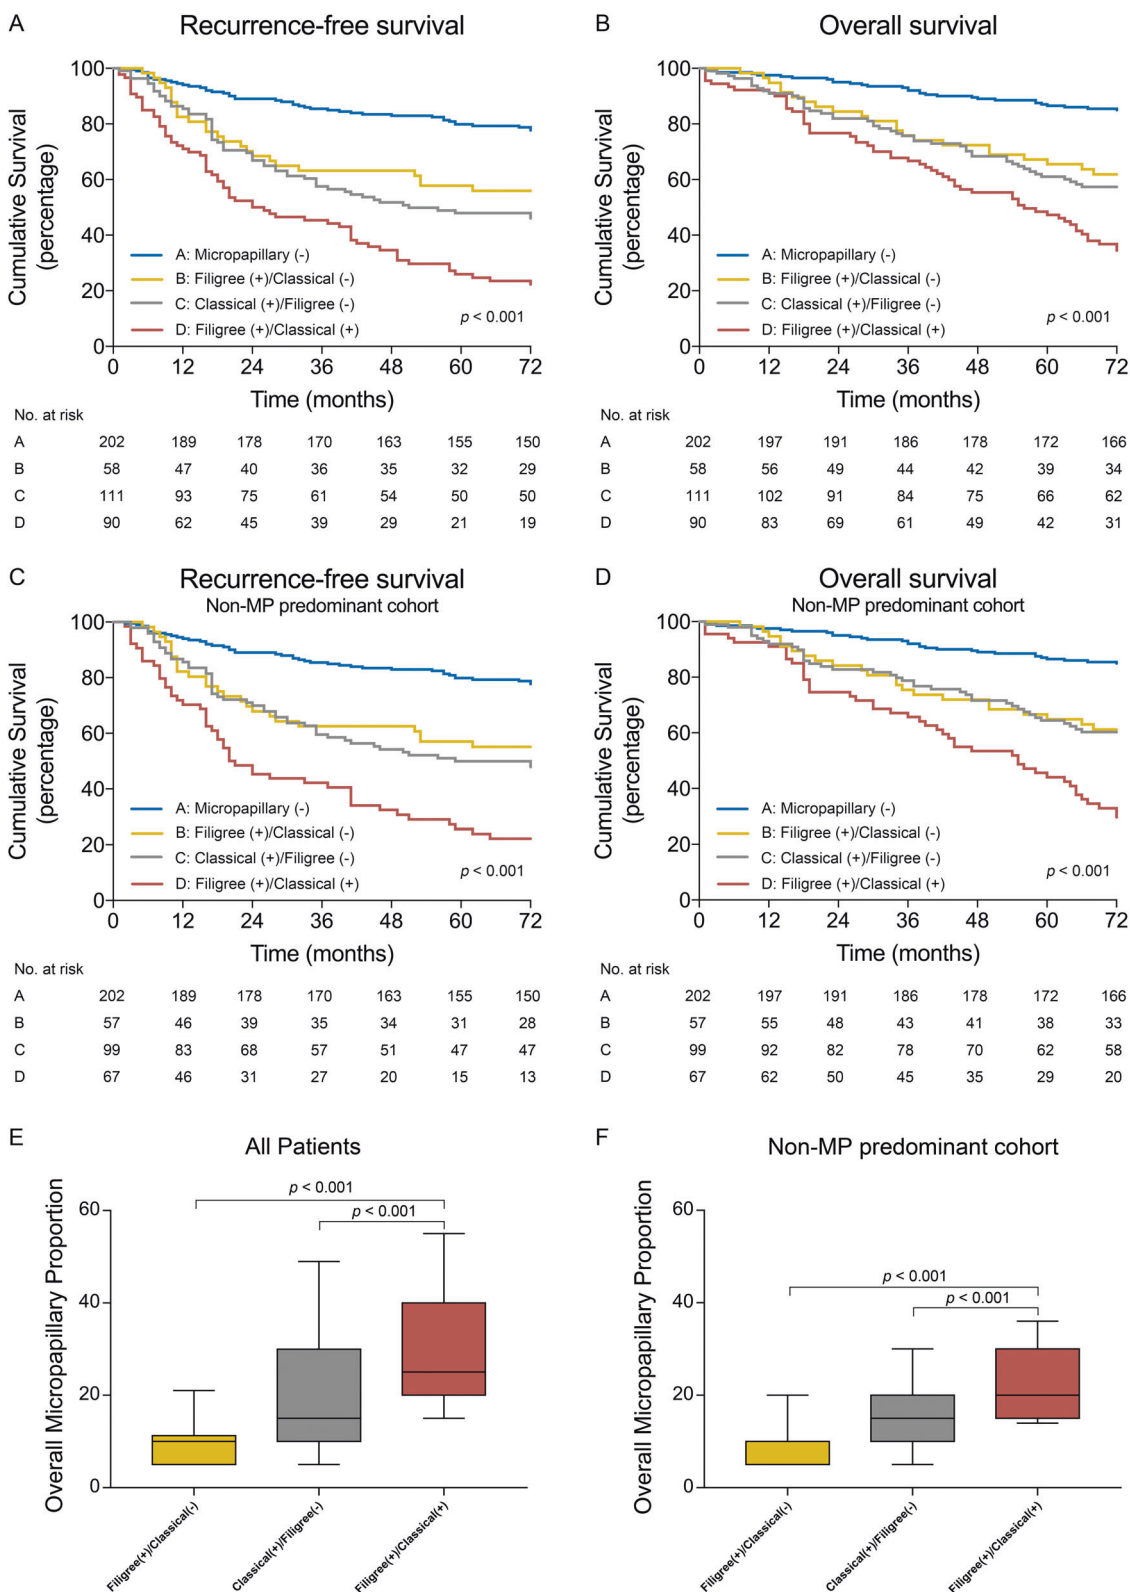 A
Recurrence-free survival
Cumulative Survival
(percentage)
100
80
60
40
20
0
A: Micropapillary (-)
B: Filigree (+)/Classical (-)
C: Classical (+)/Filigree (-)
D: Filigree (+)/Classical (+)
p < 0.001
0 12 24 36 48 60 72
Time (months)
No. at risk
A 202 189 178 170 163 155 150
B 58 47 40 36 35 32 29
C 111 93 75 61 54 50 50
D 90 62 45 39 29 21 19
B
Overall survival
Cumulative Survival
(percentage)
100
80
60
40
20
0
A: Micropapillary (-)
B: Filigree (+)/Classical (-)
C: Classical (+)/Filigree (-)
D: Filigree (+)/Classical (+)
p < 0.001
0 12 24 36 48 60 72
Time (months)
No. at risk
A 202 197 191 186 178 172 166
B 58 56 49 44 42 39 34
C 111 102 91 84 75 66 62
D 90 83 69 61 49 42 31
C
Recurrence-free survival
Non-MP predominant cohort
Cumulative Survival
(percentage)
100
80
60
40
20
0
A: Micropapillary (-)
B: Filigree (+)/Classical (-)
C: Classical (+)/Filigree (-)
D: Filigree (+)/Classical (+)
p < 0.001
0 12 24 36 48 60 72
Time (months)
No. at risk
A 202 189 178 170 163 155 150
B 57 46 39 35 34 31 28
C 99 83 68 57 51 47 47
D 67 46 31 27 20 15 13
D
Overall survival
Non-MP predominant cohort
Cumulative Survival
(percentage)
100
80
60
40
20
0
A: Micropapillary (-)
B: Filigree (+)/Classical (-)
C: Classical (+)/Filigree (-)
D: Filigree (+)/Classical (+)
p < 0.001
0 12 24 36 48 60 72
Time (months)
No. at risk
A 202 197 191 186 178 172 166
B 57 55 48 43 41 38 33
C 99 92 82 78 70 62 58
D 67 62 50 45 35 29 20
E
All Patients
Overall Micropapillary Proportion
60
40
20
0
p < 0.001
p < 0.001
Filigree(+)/Classical(-)
Classical(+)/Filigree(-)
Filigree(+)/Classical(+)
F
Non-MP predominant cohort
Overall Micropapillary Proportion
60
40
20
0
p < 0.001
p < 0.001
Filigree(+)/Classical(-)
Classical(+)/Filigree(-)
Filigree(+)/Classical(+)